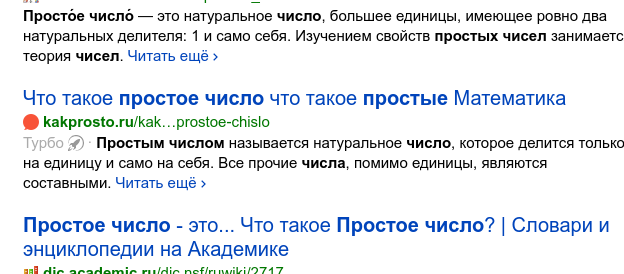 Просто́е число́ — это натуральное число, большее единицы, имеющее ровно два
натуральных делителя: 1 и само себя. Изучением свойств простых чисел занимаетс
теория чисел. Читать ещё ›
Что такое простое число что такое простые Математика
kakprosto.ru/kak…prostoe-chislo
Турбо · Простым числом называется натуральное число, которое делится только
на единицу и само на себя. Все прочие числа, помимо единицы, являются
составными. Читать ещё ›
Простое число - это... Что такое Простое число? | Словари и
энциклопедии на Академике
dic.academic.ru/dic.nsf/ruwiki/2717